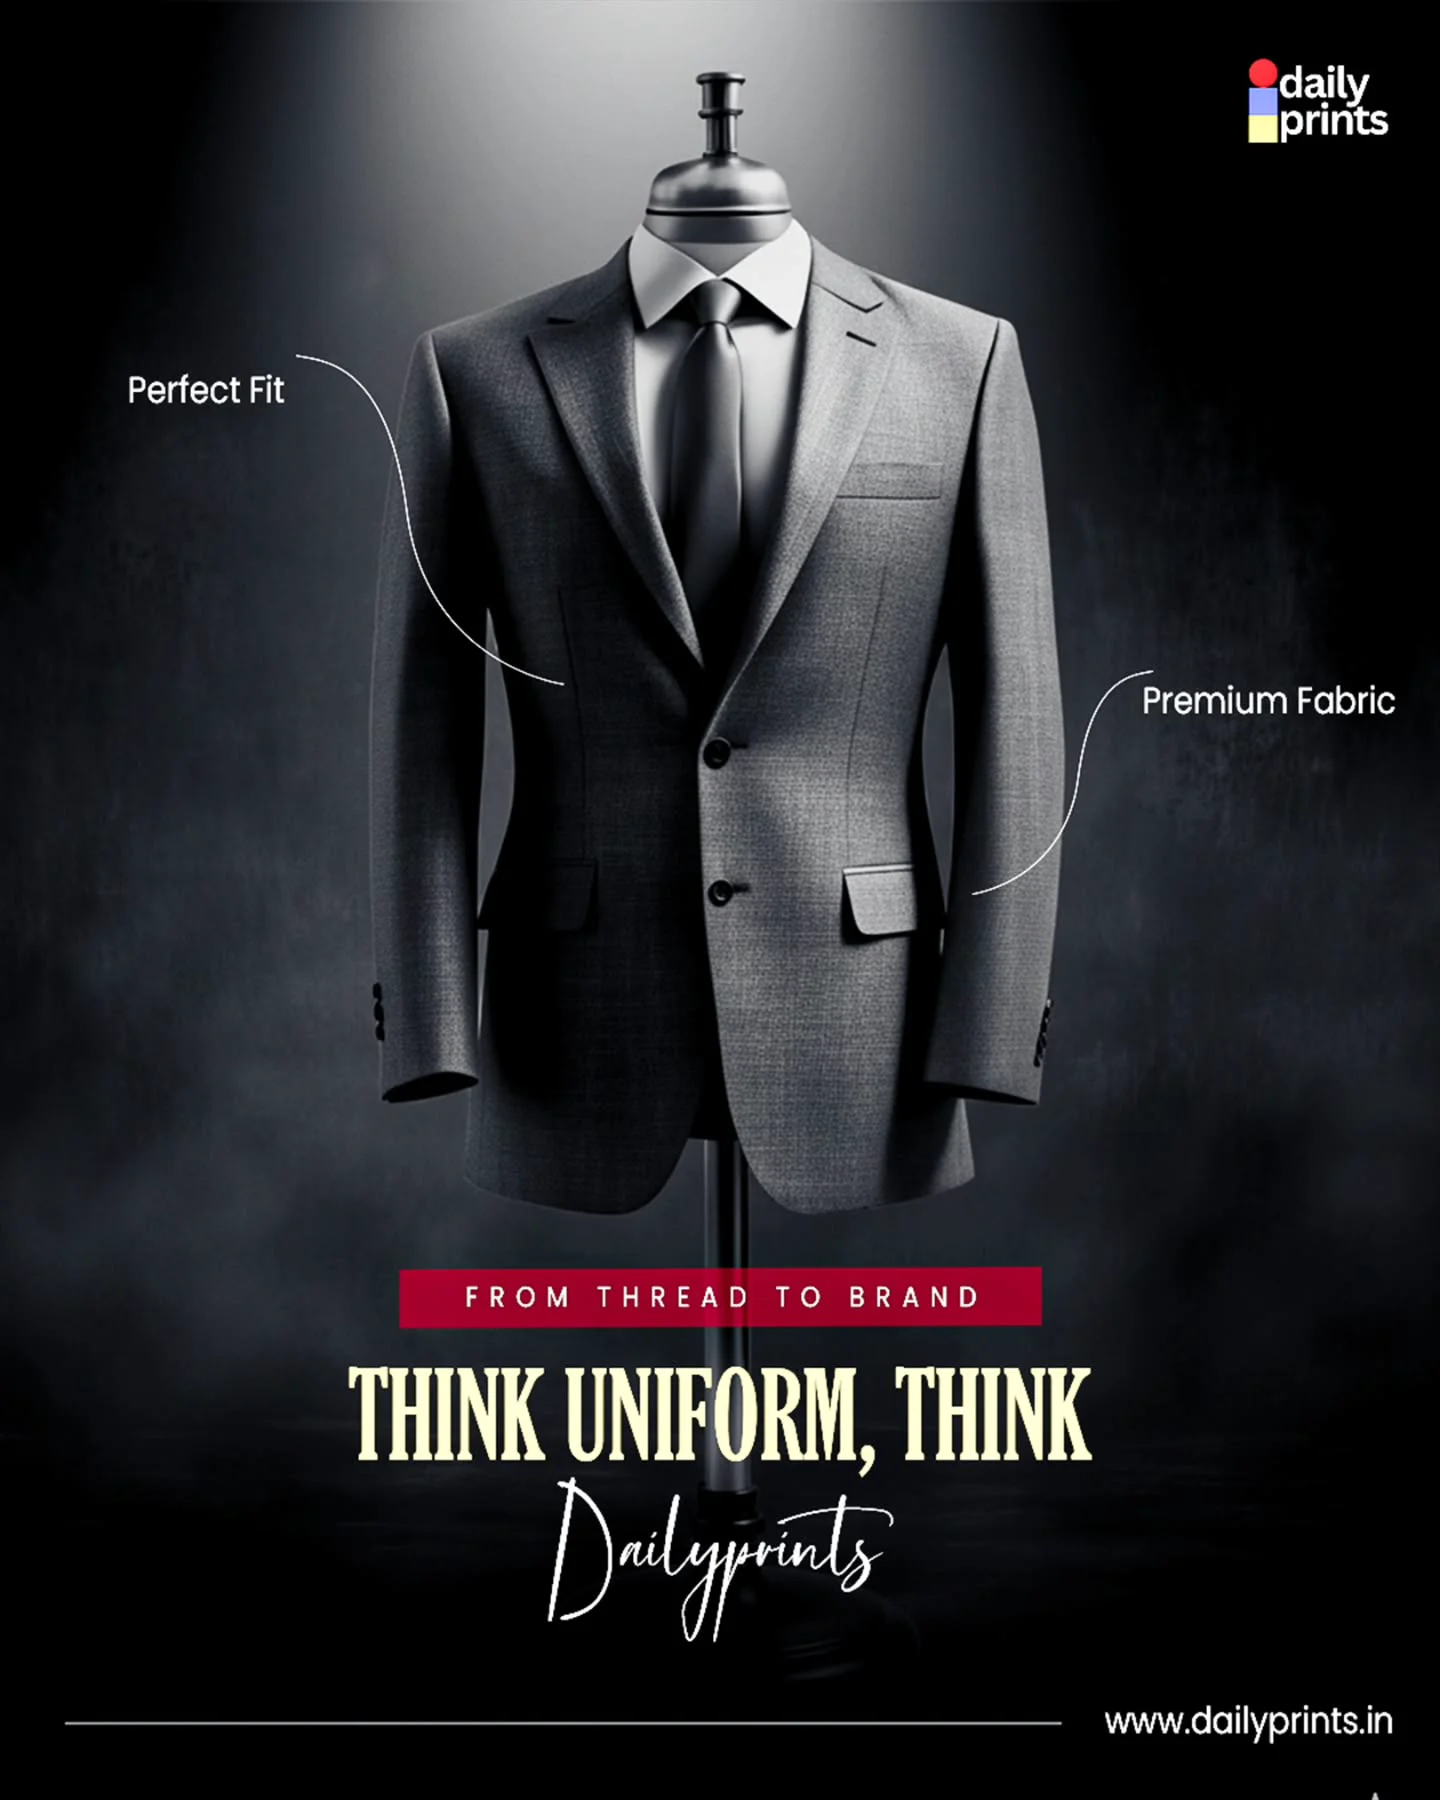 daily
prints
Perfect Fit
Premium Fabric
FROM THREAD TO BRAND
THINK UNIFORM, THINK
Dailyprints
www.dailyprints.in